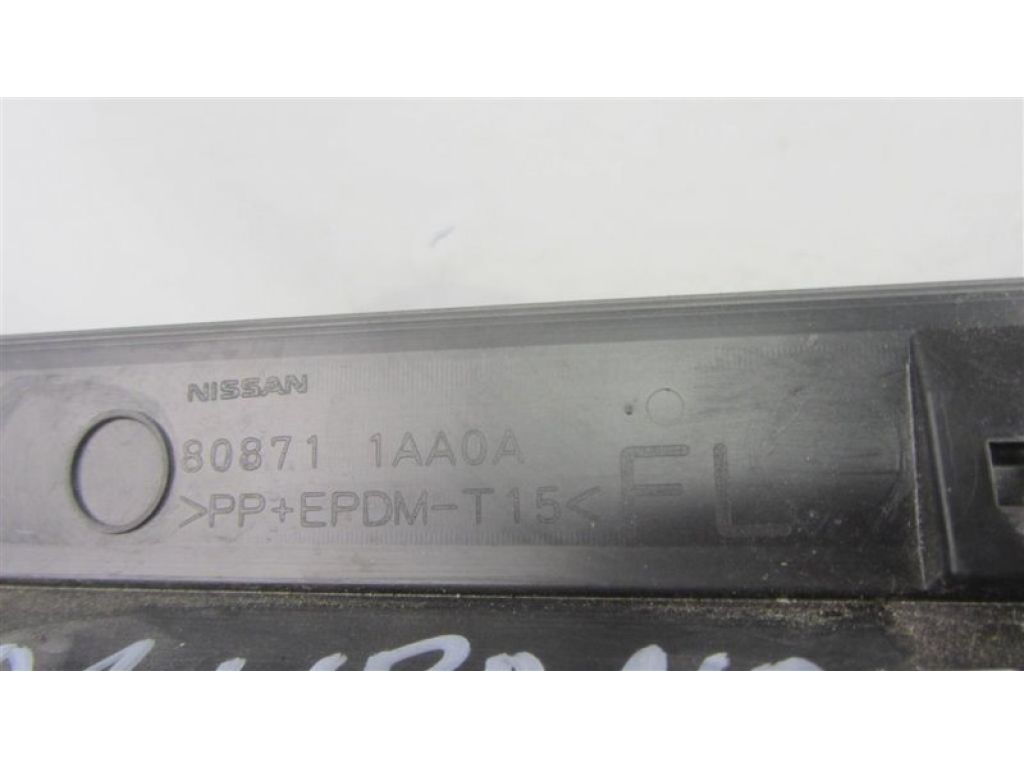 NISSAN
80871 1AA0A
>PP+EPDM-T15<
FL